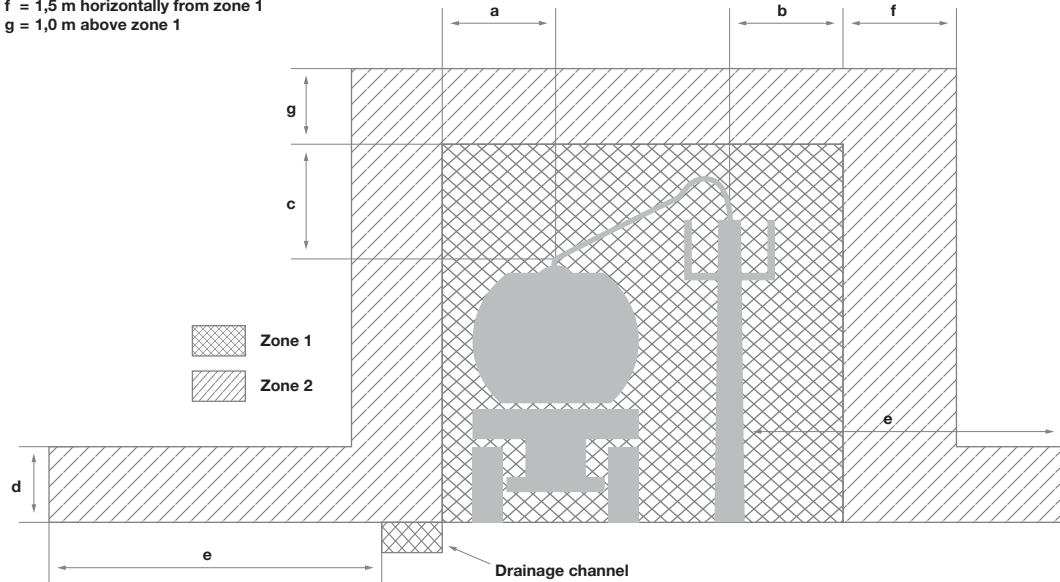 f = 1,5 m horizontally from zone 1
g = 1,0 m above zone 1
a
b
f
g
c
Zone 1
Zone 2
e
d
e
Drainage channel